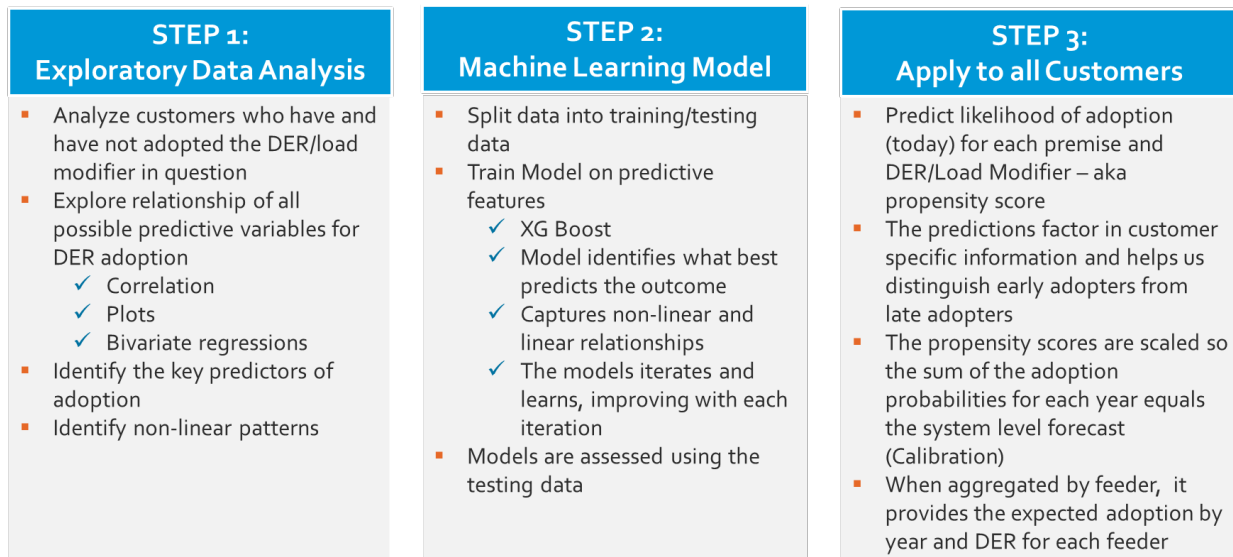 STEP 1:
Exploratory Data Analysis
▪ Analyze customers who have and
have not adopted the DER/load
modifier in question
▪ Explore relationship of all
possible predictive variables for
DER adoption
✓ Correlation
✓ Plots
✓ Bivariate regressions
▪ Identify the key predictors of
adoption
▪ Identify non-linear patterns
STEP 2:
Machine Learning Model
▪ Split data into training/testing
data
▪ Train Model on predictive
features
✓ XG Boost
✓ Model identifies what best
predicts the outcome
✓ Captures non-linear and
linear relationships
✓ The models iterates and
learns, improving with each
iteration
▪ Models are assessed using the
testing data
STEP 3:
Apply to all Customers
▪ Predict likelihood of adoption
(today) for each premise and
DER/Load Modifier – aka
propensity score
▪ The predictions factor in customer
specific information and helps us
distinguish early adopters from
late adopters
▪ The propensity scores are scaled so
the sum of the adoption
probabilities for each year equals
the system level forecast
(Calibration)
▪ When aggregated by feeder, it
provides the expected adoption by
year and DER for each feeder